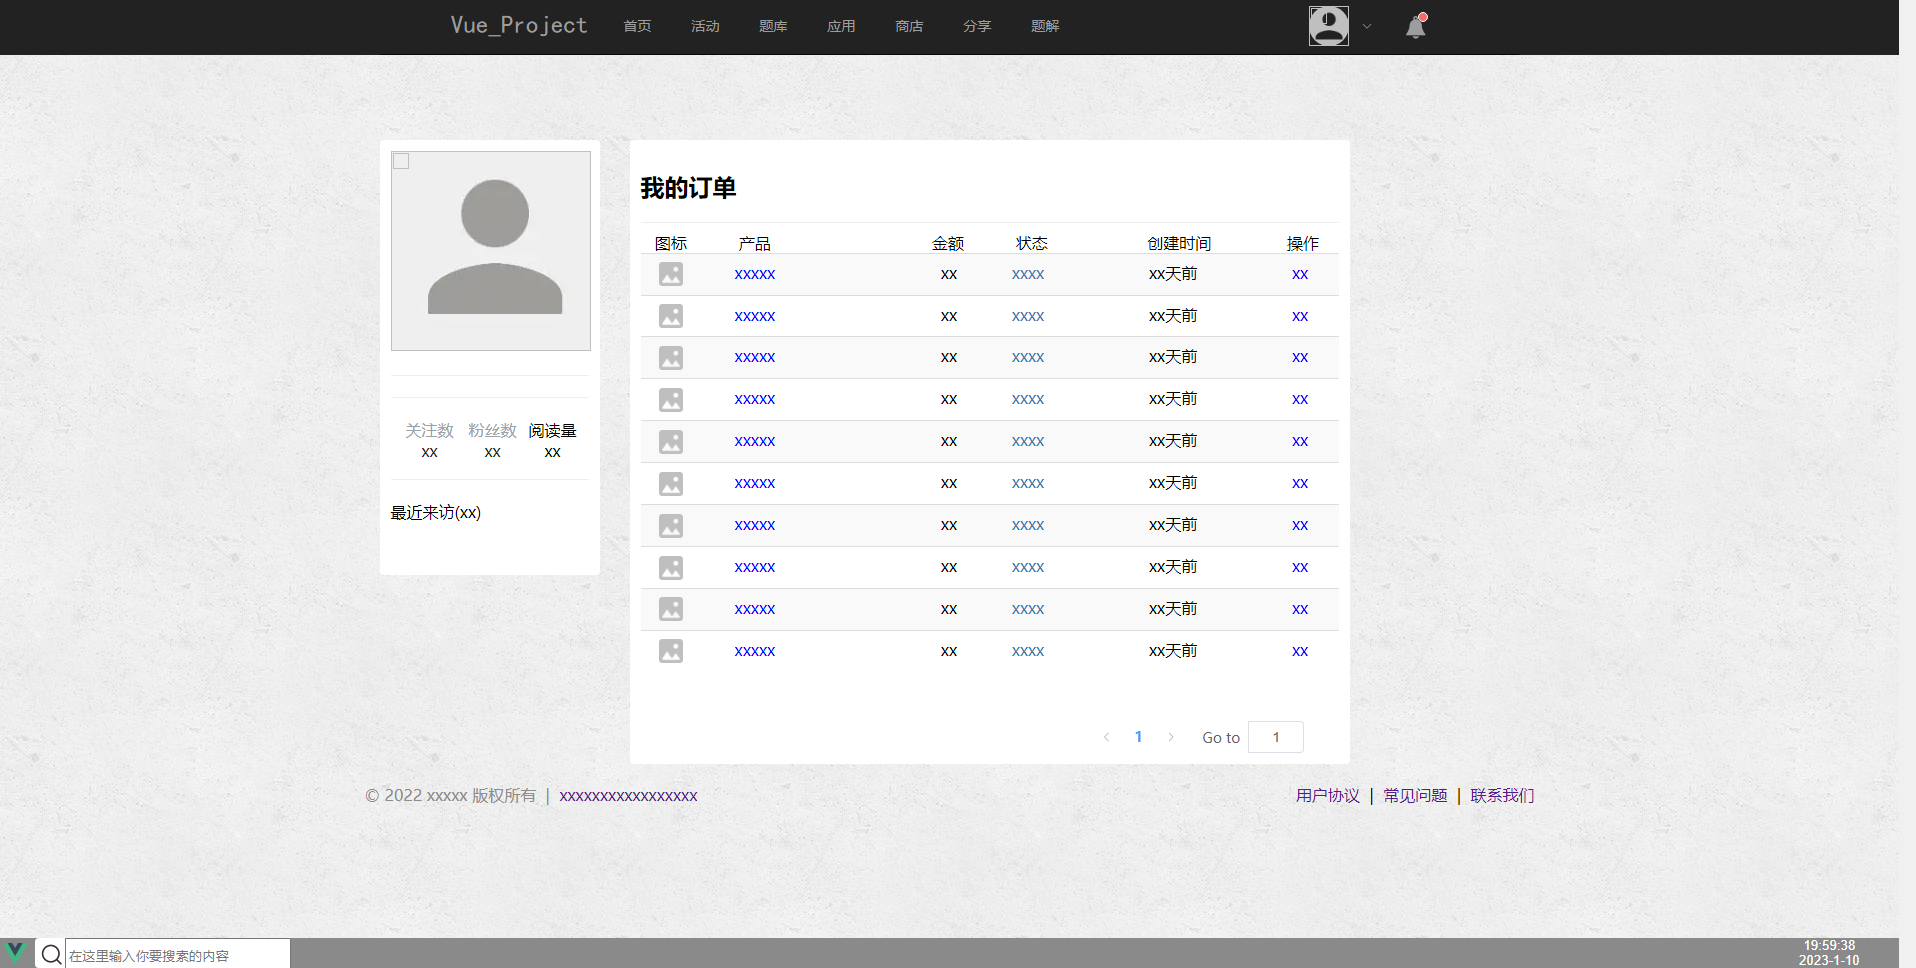 Vue_Project 首页 活动 题库 应用 商店 分享 题解
我的订单
图标 产品 金额 状态 创建时间 操作
xxxxx xx xxxx xx天前 xx
xxxxx xx xxxx xx天前 xx
xxxxx xx xxxx xx天前 xx
xxxxx xx xxxx xx天前 xx
xxxxx xx xxxx xx天前 xx
xxxxx xx xxxx xx天前 xx
xxxxx xx xxxx xx天前 xx
xxxxx xx xxxx xx天前 xx
xxxxx xx xxxx xx天前 xx
xxxxx xx xxxx xx天前 xx
关注数 粉丝数 阅读量
xx xx xx
最近来访(xx)
1 Go to 1
© 2022 xxxxx 版权所有 | xxxxxxxxxxxxxxxxx 用户协议 | 常见问题 | 联系我们
在这里输入你要搜索的内容
19:59:38
2023-1-10